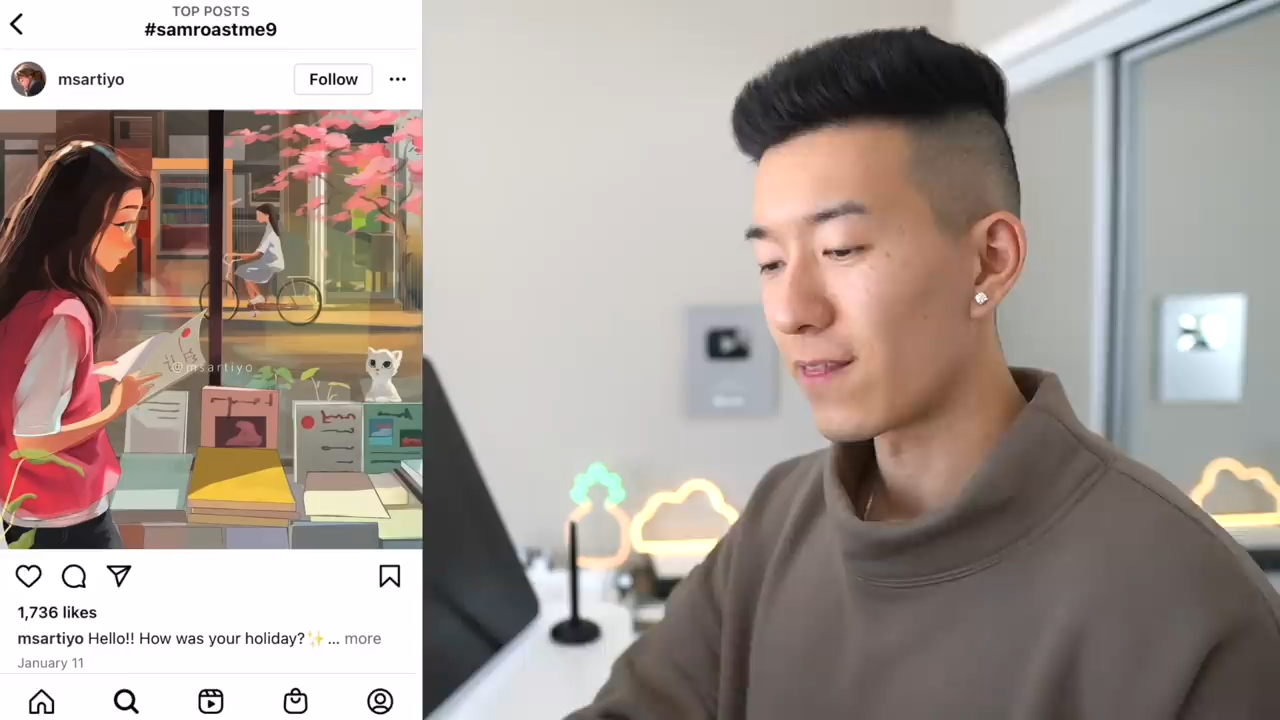 TOP POSTS
#samroastme9
msartiyo
Follow
@msartiyo
1,736 likes
msartiyo Hello!! How was your holiday?✨ ... more
January 11